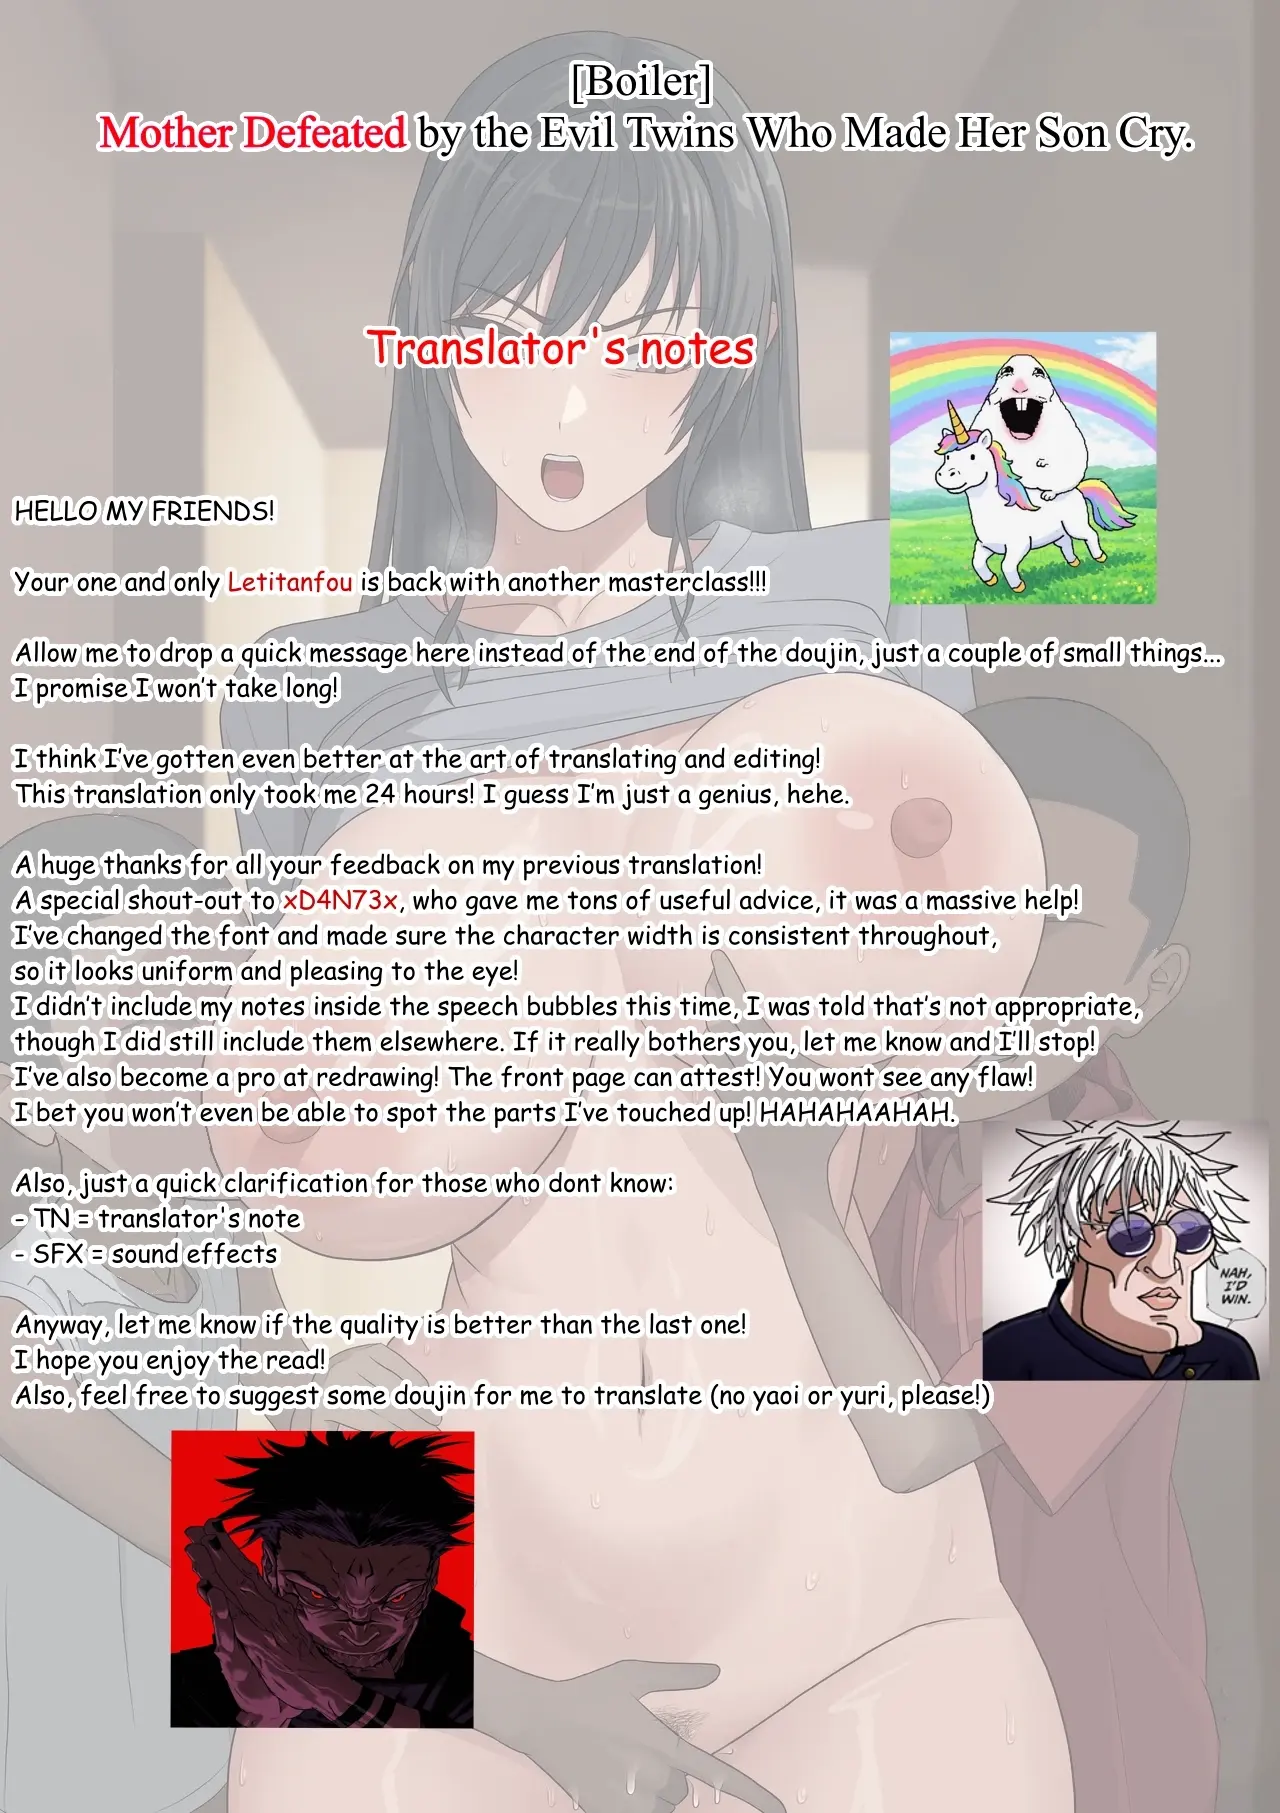 [Boiler]
Mother Defeated by the Evil Twins Who Made Her Son Cry.
Translator's notes
HELLO MY FRIENDS!
Your one and only Letitanfou is back with another masterclass!!!
Allow me to drop a quick message here instead of the end of the doujin, just a couple of small things...
I promise I won't take long!
I think I've gotten even better at the art of translating and editing!
This translation only took me 24 hours! I guess I'm just a genius, hehe.
A huge thanks for all your feedback on my previous translation!
A special shout-out to xD4N73x, who gave me tons of useful advice, it was a massive help!
I've changed the font and made sure the character width is consistent throughout,
so it looks uniform and pleasing to the eye!
I didn't include my notes inside the speech bubbles this time, I was told that's not appropriate,
though I did still include them elsewhere. If it really bothers you, let me know and I'll stop!
I've also become a pro at redrawing! The front page can attest! You wont see any flaw!
I bet you won't even be able to spot the parts I've touched up! HAHAHAAHAH.
Also, just a quick clarification for those who dont know:
- TN = translator's note
- SFX = sound effects
NAH,
I'D
WIN.
Anyway, let me know if the quality is better than the last one!
I hope you enjoy the read!
Also, feel free to suggest some doujin for me to translate (no yaoi or yuri, please!)